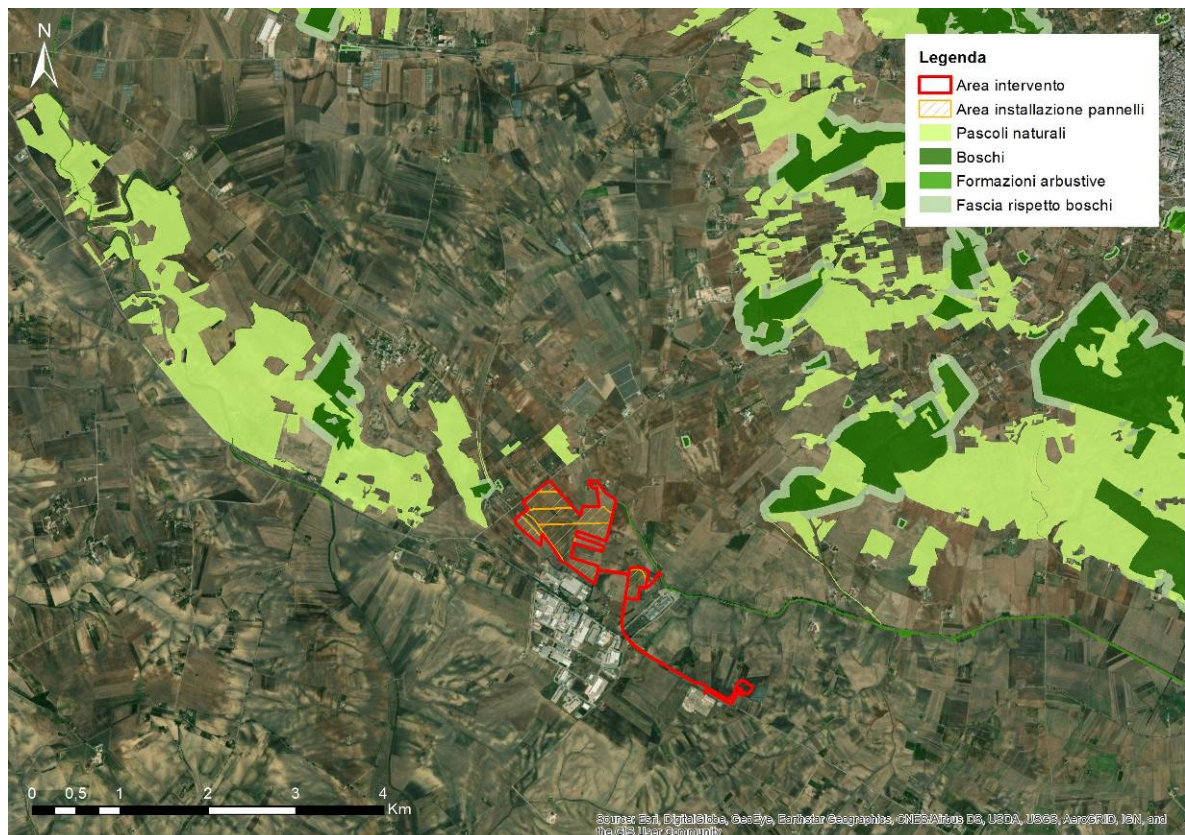 N
Legenda
Area intervento
Area installazione pannelli
Pascoli naturali
Boschi
Formazioni arbustive
Fascia rispetto boschi
0 0,5 1 2 3 4
Km
Source: Esri, DigitalGlobe, GeoEye, Earthstar Geographics, CNES/Airbus DS, USDA, USGS, AeroGRID, IGN, and
the GIS User Community